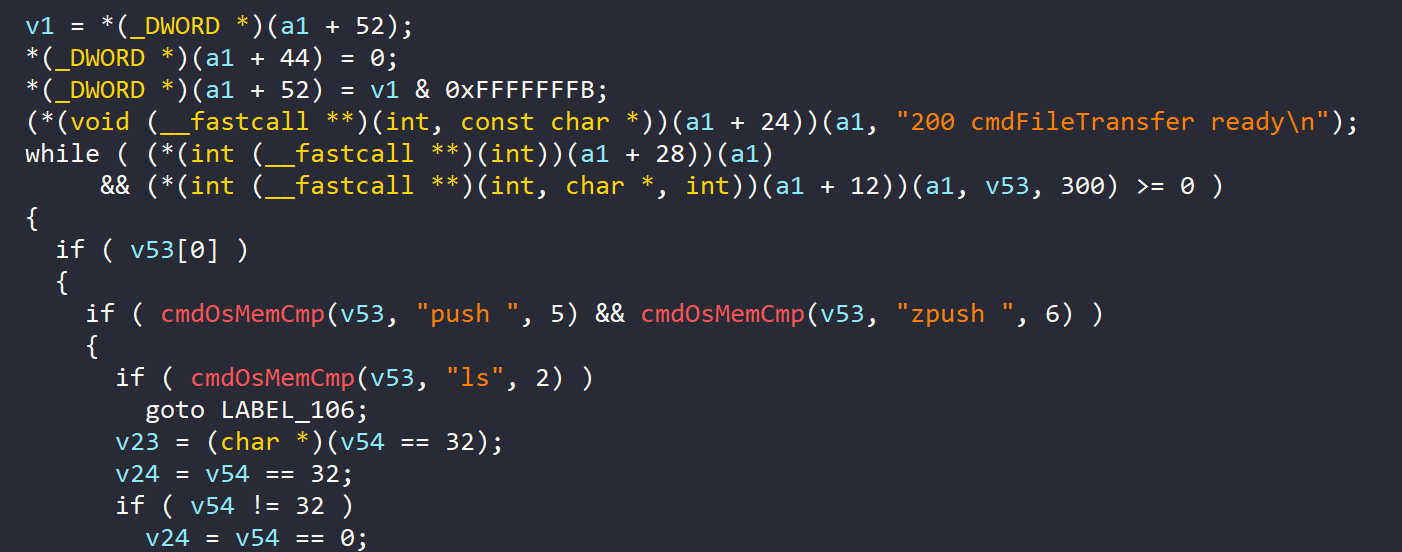 v1 = *(_DWORD *)(a1 + 52);
*(_DWORD *)(a1 + 44) = 0;
*(_DWORD *)(a1 + 52) = v1 & 0xFFFFFFFB;
(*(void (__fastcall **)(int, const char *))(a1 + 24))(a1, "200 cmdFileTransfer ready\n");
while ( (*(int (__fastcall **)(int))(a1 + 28))(a1)
&& (*(int (__fastcall **)(int, char *, int))(a1 + 12))(a1, v53, 300) >= 0 )
{
if ( v53[0] )
{
if ( cmdOsMemCmp(v53, "push ", 5) && cmdOsMemCmp(v53, "zpush ", 6) )
{
if ( cmdOsMemCmp(v53, "ls", 2) )
goto LABEL_106;
v23 = (char *)(v54 == 32);
v24 = v54 == 32;
if ( v54 != 32 )
v24 = v54 == 0;